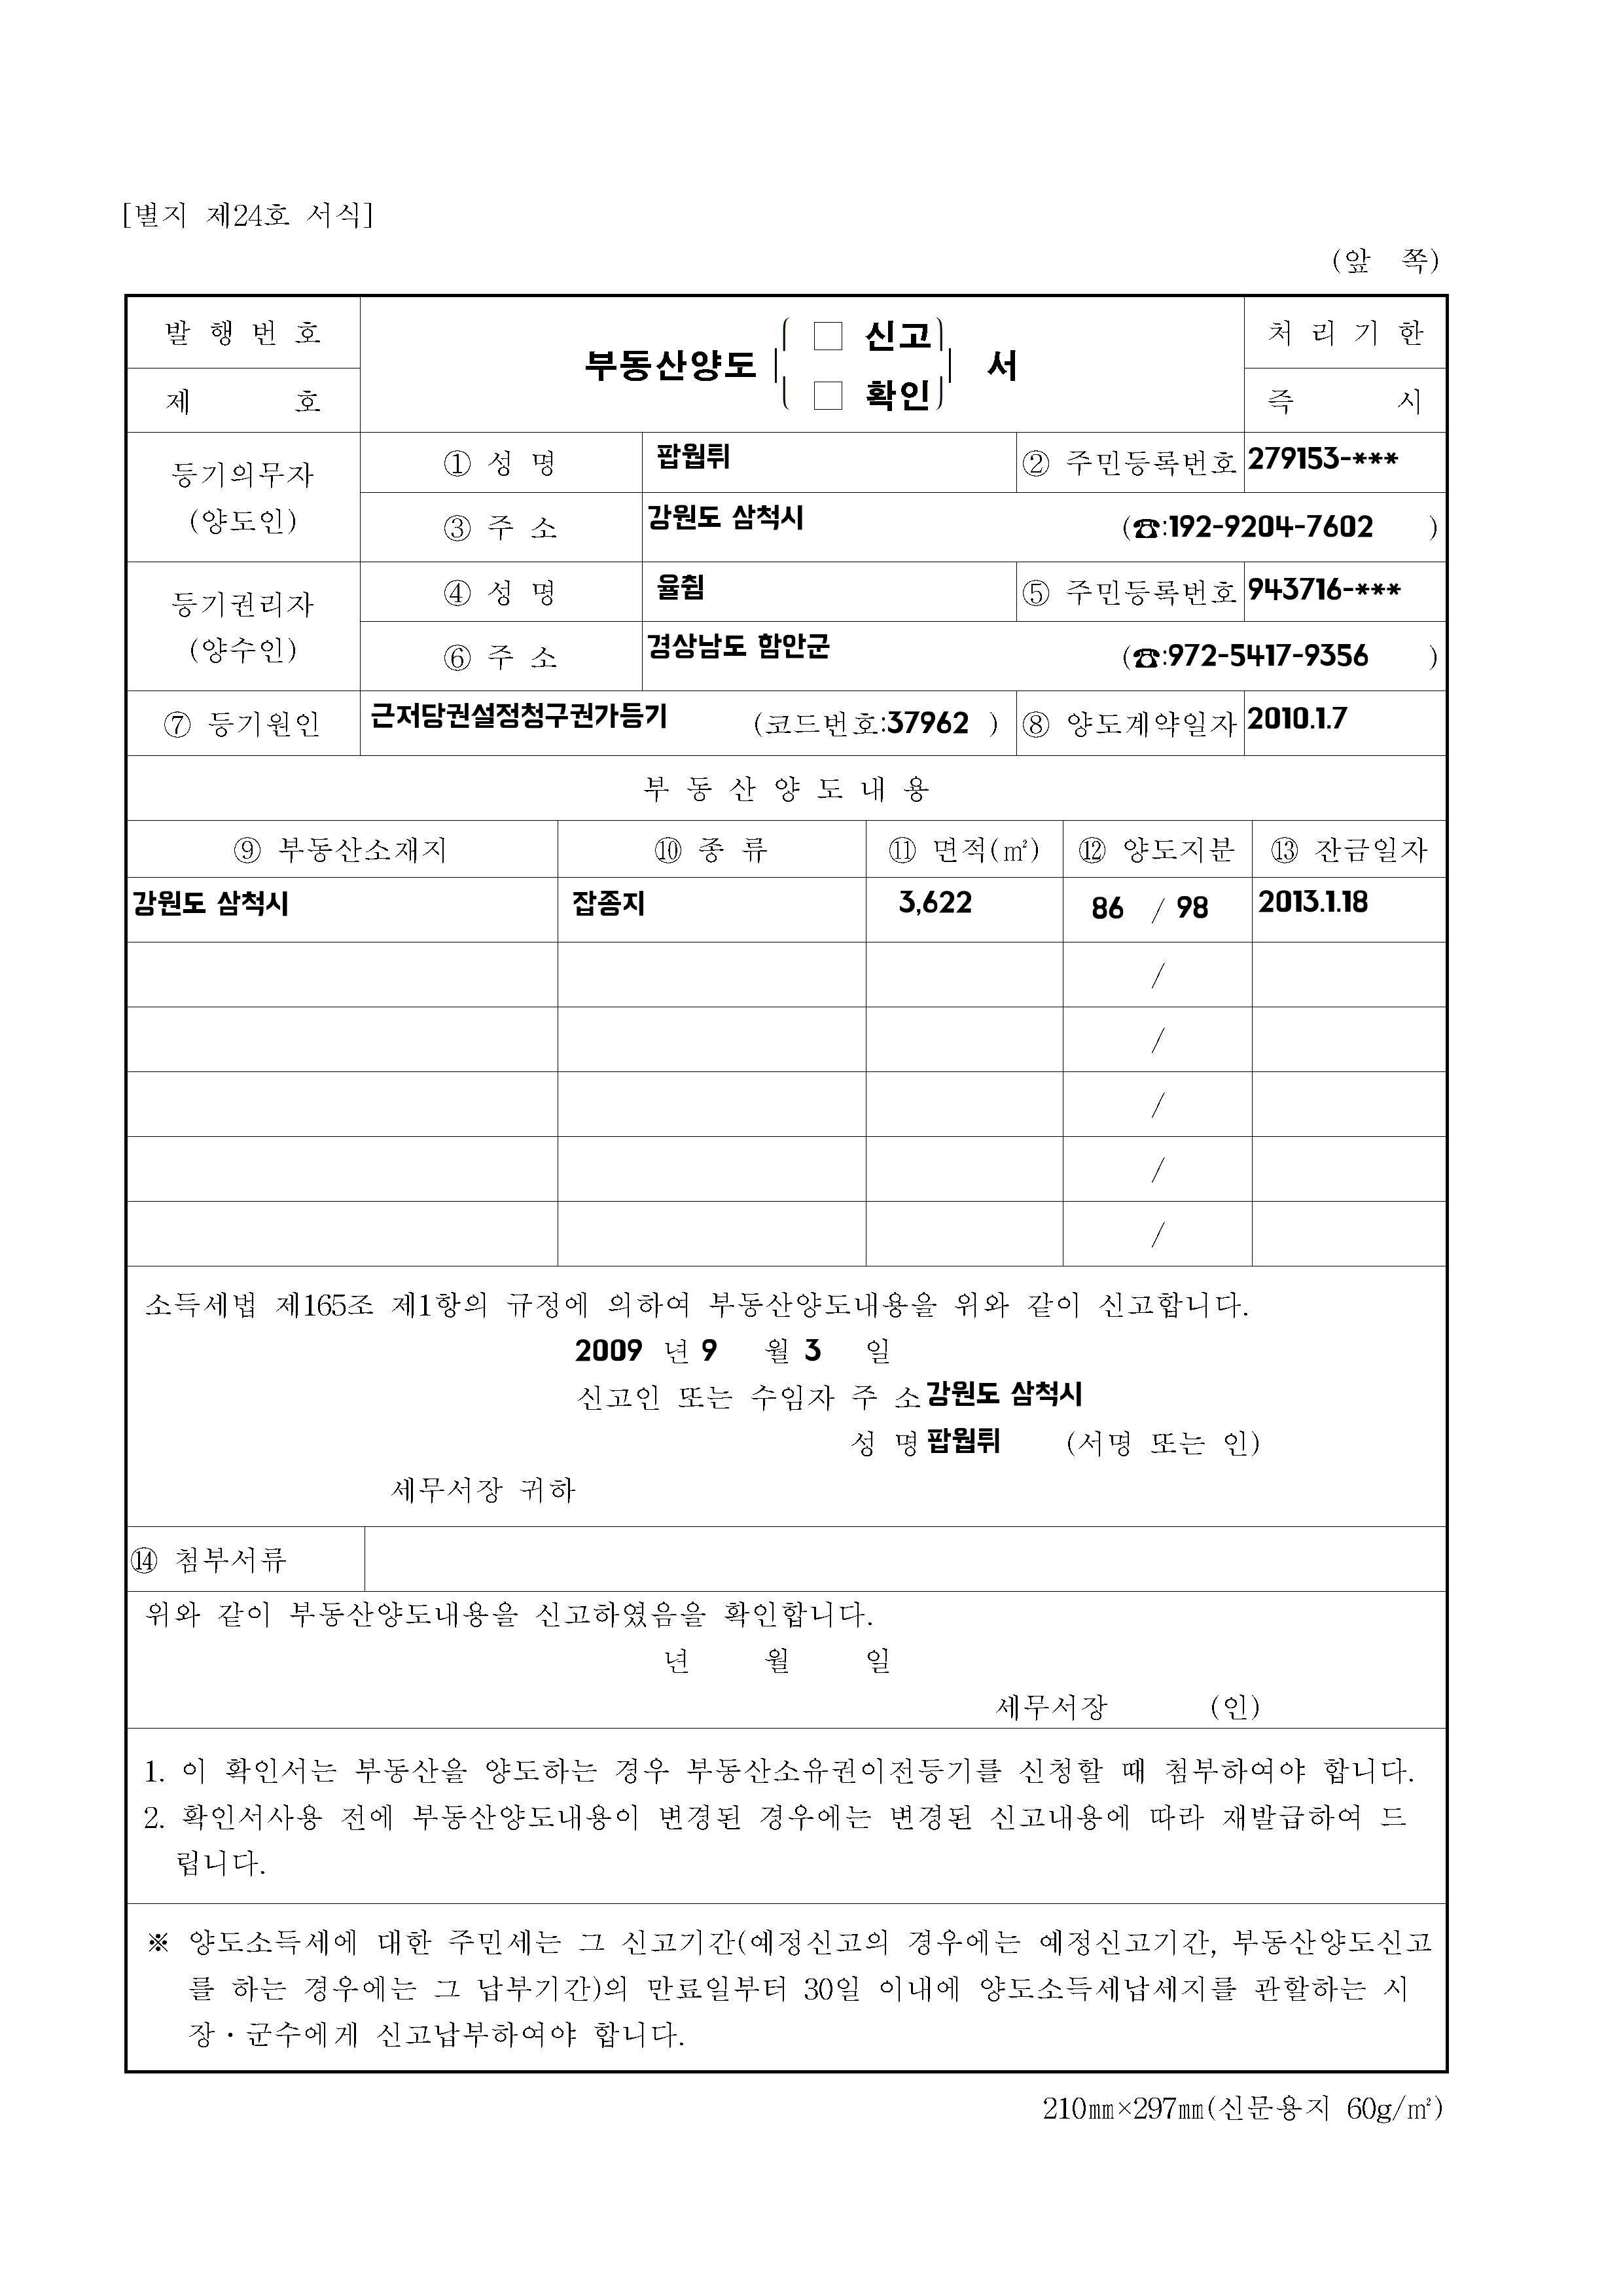 [별지 제24호 서식]
(앞 쪽)
발 행 번 호
제 호
부동산양도 □ 신고 □ 확인 서
처 리 기 한
즉 시
등기의무자
(양도인)
① 성 명 팝월튀 ② 주민등록번호 279153-***
③ 주 소 강원도 삼척시 (☎:192-9204-7602 )
등기권리자
(양수인)
④ 성 명 율췸 ⑤ 주민등록번호 943716-***
⑥ 주 소 경상남도 함안군 (☎:972-5417-9356 )
⑦ 등기원인 근저당권설정청구권가등기 (코드번호:37962 ) ⑧ 양도계약일자 2010.1.7
부 동 산 양 도 내 용
⑨ 부동산소재지 ⑩ 종 류 ⑪ 면적(㎡) ⑫ 양도지분 ⑬ 잔금일자
강원도 삼척시 잡종지 3,622 86 / 98 2013.1.18
/
/
/
/
/
소득세법 제165조 제1항의 규정에 의하여 부동산양도내용을 위와 같이 신고합니다.
2009 년 9 월 3 일
신고인 또는 수임자 주 소 강원도 삼척시
성 명 팝월튀 (서명 또는 인)
세무서장 귀하
⑭ 첨부서류
위와 같이 부동산양도내용을 신고하였음을 확인합니다.
년 월 일
세무서장 (인)
1. 이 확인서는 부동산을 양도하는 경우 부동산소유권이전등기를 신청할 때 첨부하여야 합니다.
2. 확인서사용 전에 부동산양도내용이 변경된 경우에는 변경된 신고내용에 따라 재발급하여 드
립니다.
※ 양도소득세에 대한 주민세는 그 신고기간(예정신고의 경우에는 예정신고기간, 부동산양도신고
를 하는 경우에는 그 납부기간)의 만료일부터 30일 이내에 양도소득세납세지를 관할하는 시
장·군수에게 신고납부하여야 합니다.
210㎜×297㎜(신문용지 60g/㎡)